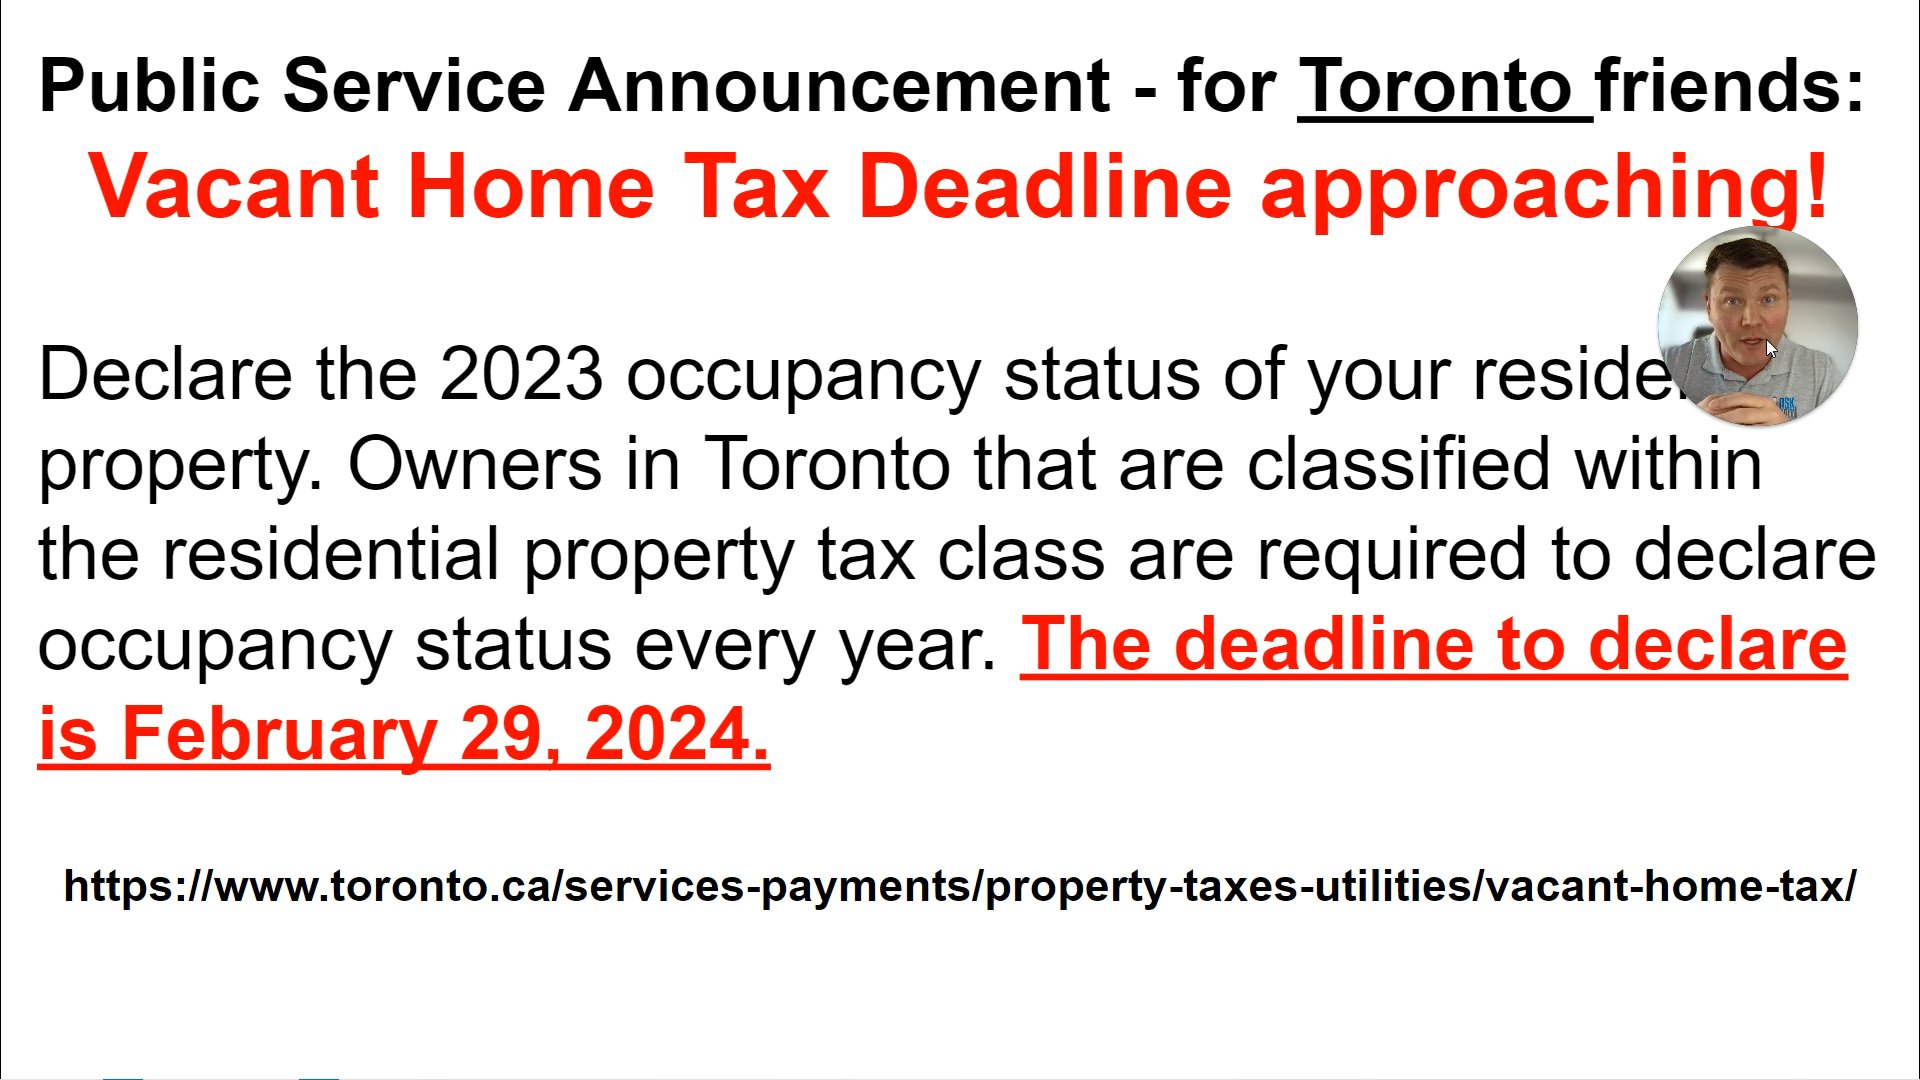 Public Service Announcement - for Toronto friends:
Vacant Home Tax Deadline approaching!
Declare the 2023 occupancy status of your
property. Owners in Toronto that are classified within
the residential property tax class are required to declare
occupancy status every year. The deadline to declare
is February 29, 2024.
https://www.toronto.ca/services-payments/property-taxes-utilities/vacant-home-tax/
ASK